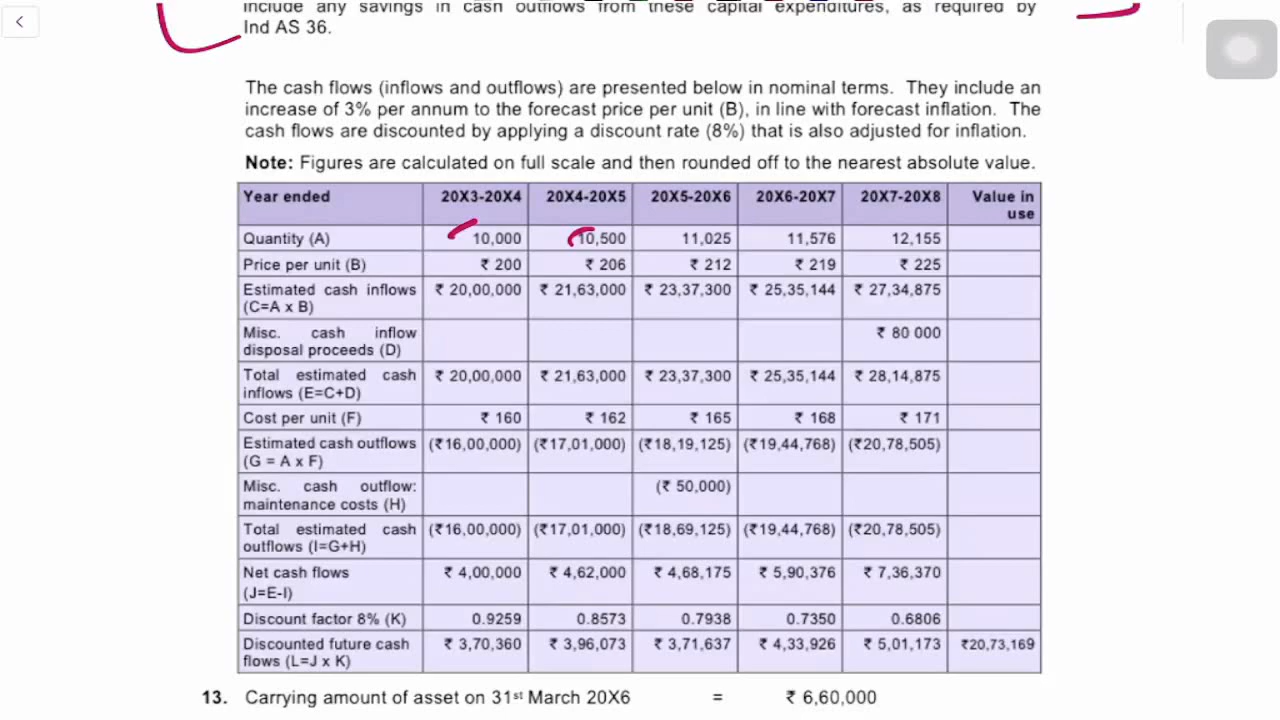 include any savings in cash outflows from these capital expenditures, as required by
Ind AS 36.
The cash flows (inflows and outflows) are presented below in nominal terms. They include an
increase of 3% per annum to the forecast price per unit (B), in line with forecast inflation. The
cash flows are discounted by applying a discount rate (8%) that is also adjusted for inflation.
Note: Figures are calculated on full scale and then rounded off to the nearest absolute value.
Year ended 20X3-20X4 20X4-20X5 20X5-20X6 20X6-20X7 20X7-20X8 Value in
use
Quantity (A) 10,000 10,500 11,025 11,576 12,155
Price per unit (B) ₹ 200 ₹ 206 ₹ 212 ₹ 219 ₹ 225
Estimated cash inflows ₹ 20,00,000 ₹ 21,63,000 ₹ 23,37,300 ₹ 25,35,144 ₹ 27,34,875
(C=A x B)
Misc. cash inflow ₹ 80 000
disposal proceeds (D)
Total estimated cash ₹ 20,00,000 ₹ 21,63,000 ₹ 23,37,300 ₹ 25,35,144 ₹ 28,14,875
inflows (E=C+D)
Cost per unit (F) ₹ 160 ₹ 162 ₹ 165 ₹ 168 ₹ 171
Estimated cash outflows (₹16,00,000) (₹17,01,000) (₹18,19,125) (₹19,44,768) (₹20,78,505)
(G = A x F)
Misc. cash outflow: (₹ 50,000)
maintenance costs (H)
Total estimated cash (₹16,00,000) (₹17,01,000) (₹18,69,125) (₹19,44,768) (₹20,78,505)
outflows (I=G+H)
Net cash flows ₹ 4,00,000 ₹ 4,62,000 ₹ 4,68,175 ₹ 5,90,376 ₹ 7,36,370
(J=E-I)
Discount factor 8% (K) 0.9259 0.8573 0.7938 0.7350 0.6806
Discounted future cash ₹ 3,70,360 ₹ 3,96,073 ₹ 3,71,637 ₹ 4,33,926 ₹ 5,01,173 ₹20,73,169
flows (L=J x K)
13. Carrying amount of asset on 31st March 20X6 = ₹ 6,60,000